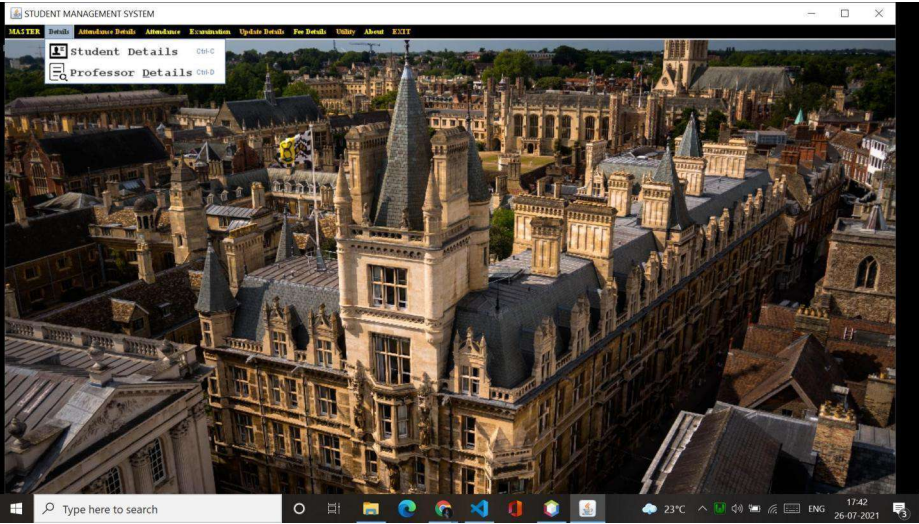 STUDENT MANAGEMENT SYSTEM
MASTER Details Attendance Details Attendance Examination Update Details Fee Details Utility About EXIT
Student Details Ctrl-C
Professor Details Ctrl-D
Type here to search
23°C
ENG
17:42
26-07-2021
3